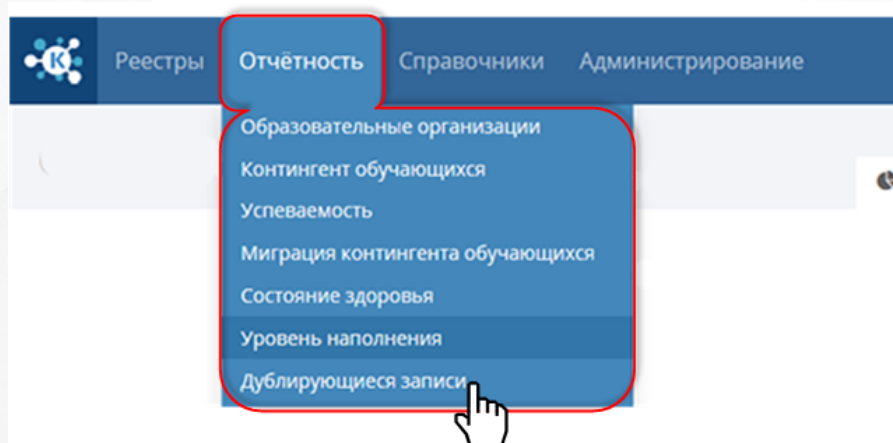 К Реестры Отчётность Справочники Администрирование
Образовательные организации
Контингент обучающихся
Успеваемость
Миграция контингента обучающихся
Состояние здоровья
Уровень наполнения
Дублирующиеся записи